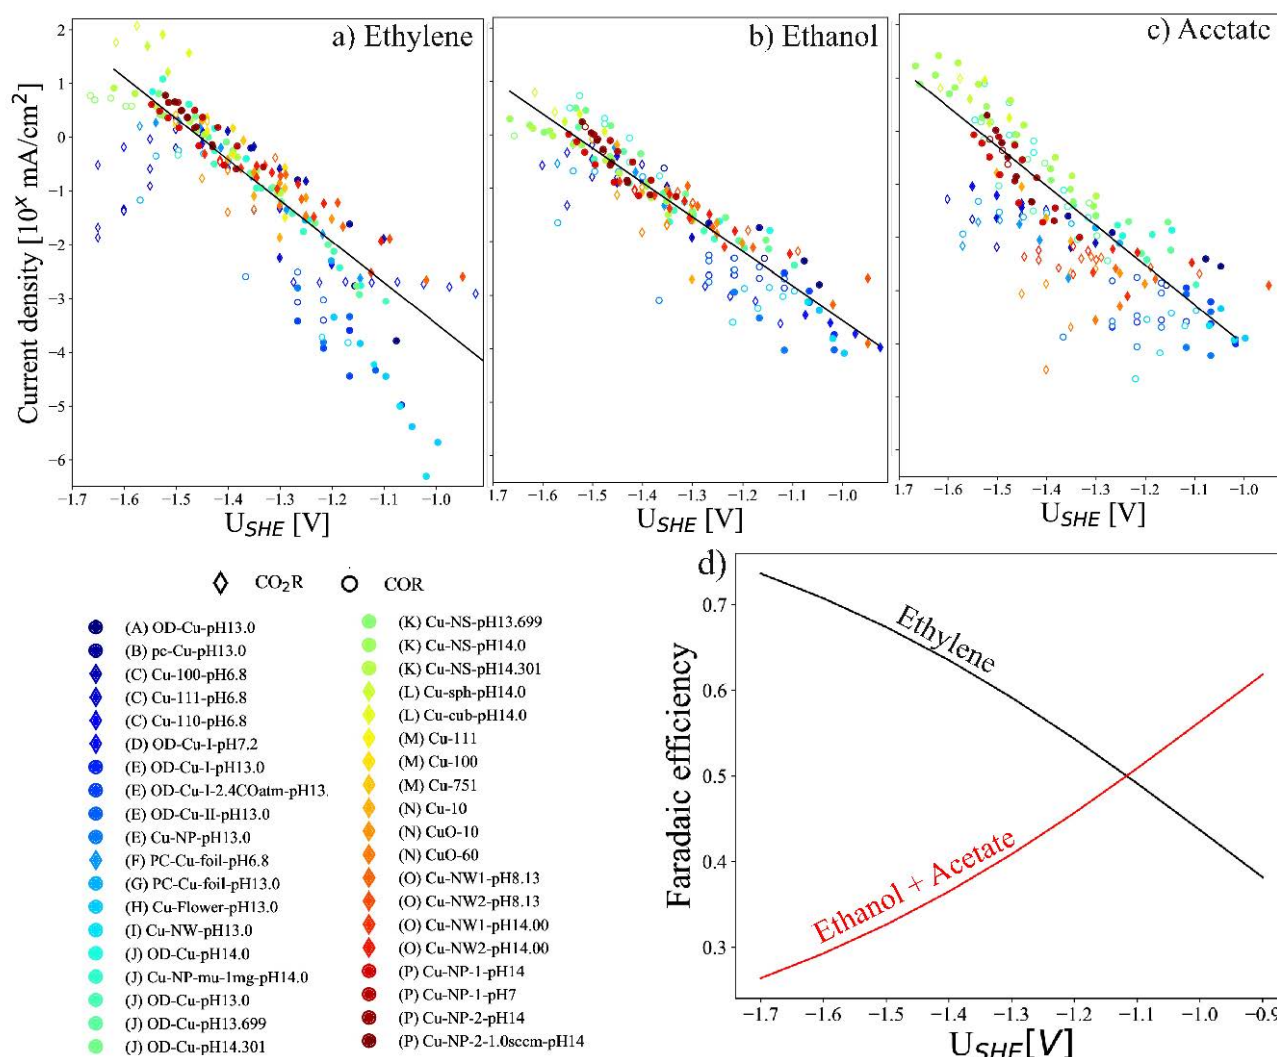 a) Ethylene
b) Ethanol
c) Acetate
Current density [10^x mA/cm^2]
2
1
0
−1
−2
−3
−4
−5
−6
−1.7 −1.6 −1.5 −1.4 −1.3 −1.2 −1.1 −1.0
U_SHE [V]
1.7 −1.6 −1.5 −1.4 −1.3 −1.2 −1.1 −1.0
U_SHE [V]
1.7 −1.6 −1.5 −1.4 −1.3 −1.2 −1.1 −1.0
U_SHE [V]
CO₂R
COR
(A) OD-Cu-pH13.0
(B) pc-Cu-pH13.0
(C) Cu-100-pH6.8
(C) Cu-111-pH6.8
(C) Cu-110-pH6.8
(D) OD-Cu-I-pH7.2
(E) OD-Cu-I-pH13.0
(E) OD-Cu-I-2.4COatm-pH13.
(E) OD-Cu-II-pH13.0
(E) Cu-NP-pH13.0
(F) PC-Cu-foil-pH6.8
(G) PC-Cu-foil-pH13.0
(H) Cu-Flower-pH13.0
(I) Cu-NW-pH13.0
(J) OD-Cu-pH14.0
(J) Cu-NP-mu-1mg-pH14.0
(J) OD-Cu-pH13.0
(J) OD-Cu-pH13.699
(J) OD-Cu-pH14.301
(K) Cu-NS-pH13.699
(K) Cu-NS-pH14.0
(K) Cu-NS-pH14.301
(L) Cu-sph-pH14.0
(L) Cu-cub-pH14.0
(M) Cu-111
(M) Cu-100
(M) Cu-751
(N) Cu-10
(N) CuO-10
(N) CuO-60
(O) Cu-NW1-pH8.13
(O) Cu-NW2-pH8.13
(O) Cu-NW1-pH14.00
(O) Cu-NW2-pH14.00
(P) Cu-NP-1-pH14
(P) Cu-NP-1-pH7
(P) Cu-NP-2-pH14
(P) Cu-NP-2-1.0sccm-pH14
d)
Faradaic efficiency
0.7
0.6
0.5
0.4
0.3
Ethylene
Ethanol + Acetate
−1.7 −1.6 −1.5 −1.4 −1.3 −1.2 −1.1 −1.0 −0.9
U_SHE[V]